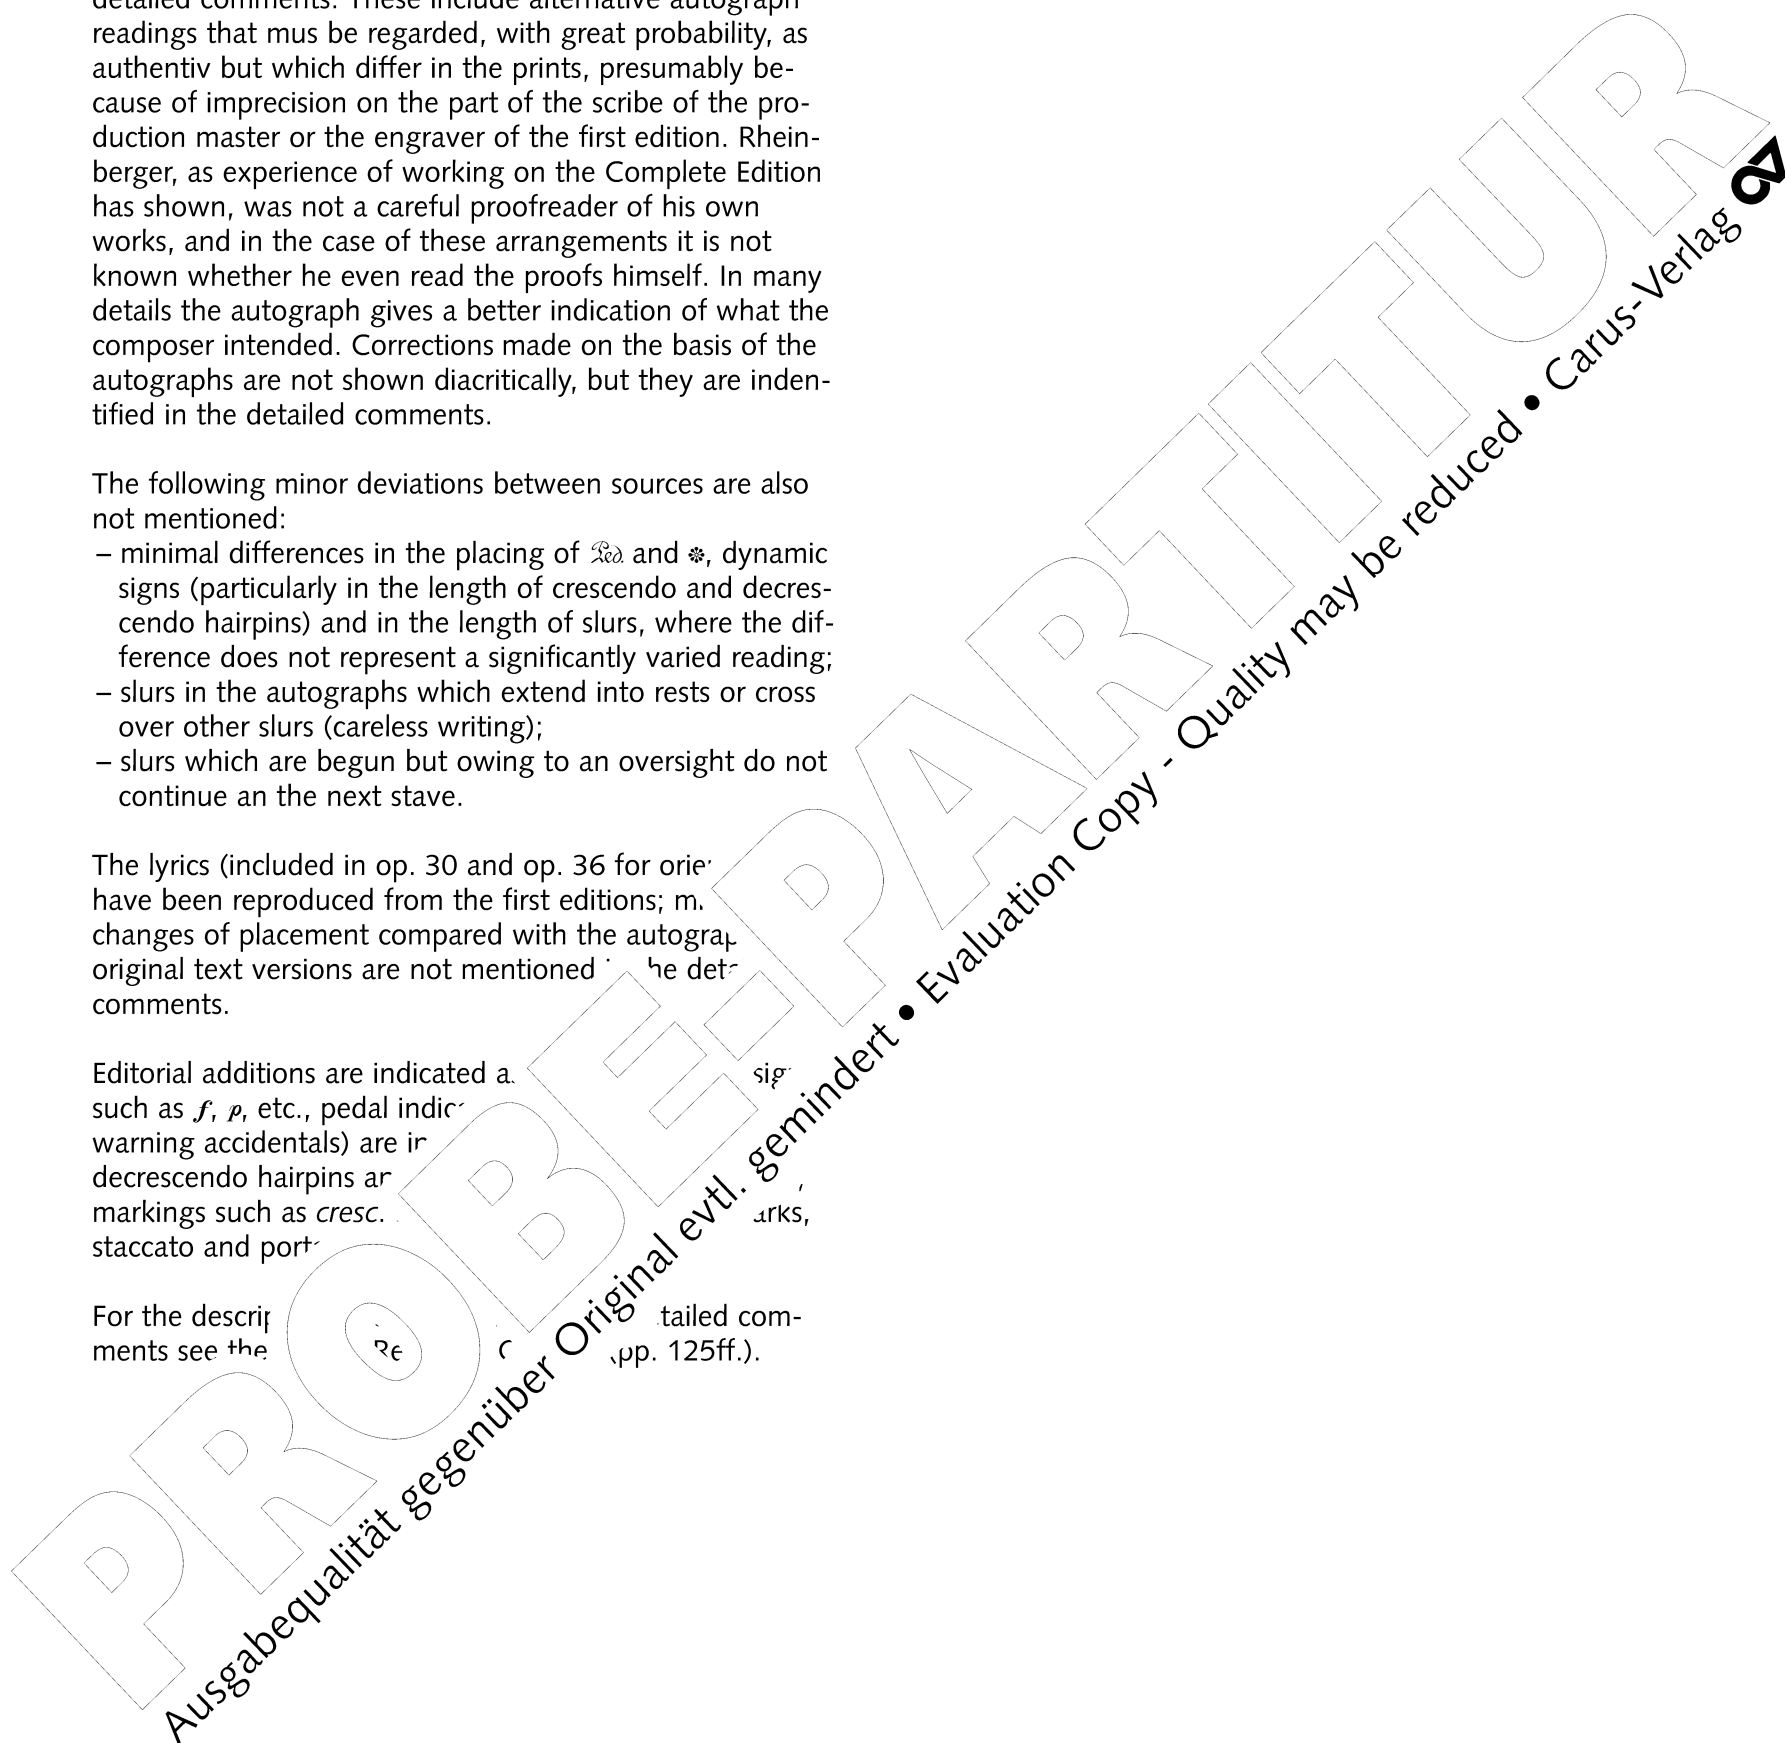 detailed comments. These include alternative autograph
readings that mus be regarded, with great probability, as
authentiv but which differ in the prints, presumably be-
cause of imprecision on the part of the scribe of the pro-
duction master or the engraver of the first edition. Rhein-
berger, as experience of working on the Complete Edition
has shown, was not a careful proofreader of his own
works, and in the case of these arrangements it is not
known whether he even read the proofs himself. In many
details the autograph gives a better indication of what the
composer intended. Corrections made on the basis of the
autographs are not shown diacritically, but they are inden-
tified in the detailed comments.
The following minor deviations between sources are also
not mentioned:
– minimal differences in the placing of Ped. and *, dynamic
signs (particularly in the length of crescendo and decres-
cendo hairpins) and in the length of slurs, where the dif-
ference does not represent a significantly varied reading;
– slurs in the autographs which extend into rests or cross
over other slurs (careless writing);
– slurs which are begun but owing to an oversight do not
continue an the next stave.
The lyrics (included in op. 30 and op. 36 for
have been reproduced from the first editions;
changes of placement compared with the
original text versions are not mentioned
comments.
Editorial additions are indicated
such as f, p, etc., pedal
warning accidentals) are
decrescendo hairpins
markings such as cresc.
staccato and
For the com-
ments see the pp. 125ff.).
PROBE-PARTITUR
Ausgabequalität gegenüber Original evtl. gemindert • Evaluation Copy - Quality may be reduced • Carus-Verlag